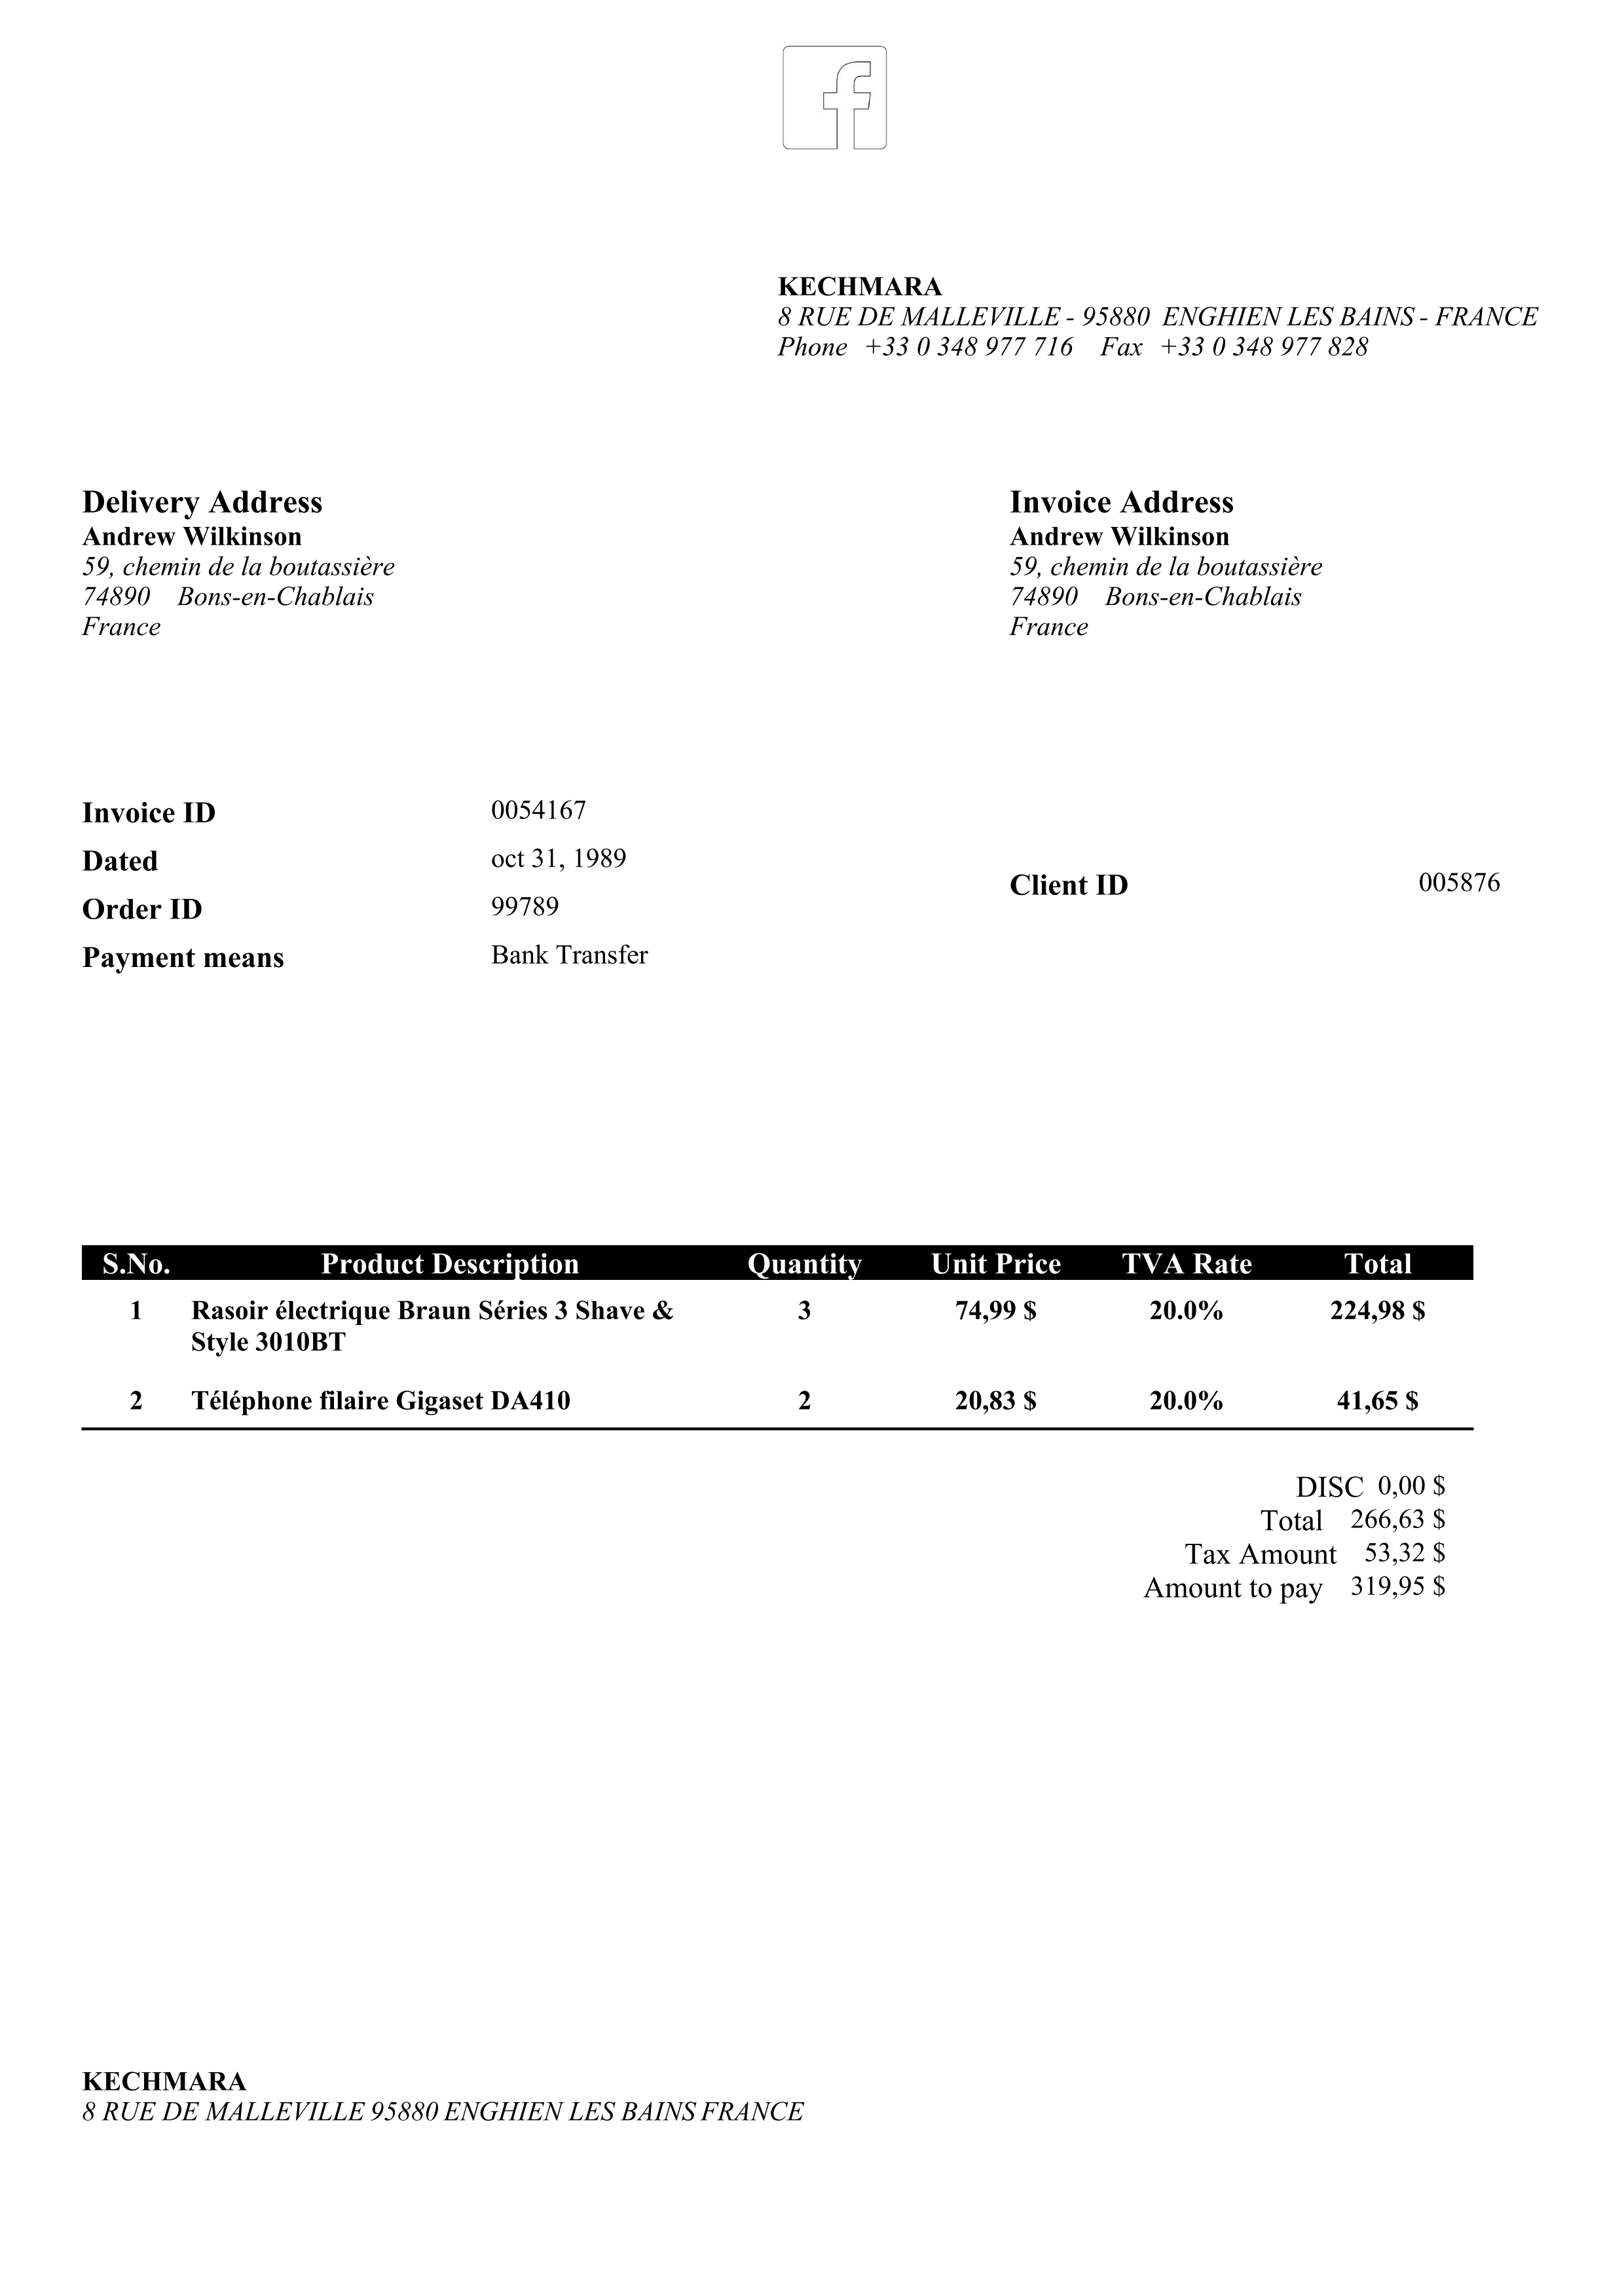 KECHMARA
8 RUE DE MALLEVILLE - 95880 ENGHIEN LES BAINS - FRANCE
Phone +33 0 348 977 716 Fax +33 0 348 977 828
Delivery Address
Andrew Wilkinson
59, chemin de la boutassière
74890 Bons-en-Chablais
France
Invoice Address
Andrew Wilkinson
59, chemin de la boutassière
74890 Bons-en-Chablais
France
Invoice ID 0054167
Dated oct 31, 1989
Order ID 99789
Payment means Bank Transfer
Client ID 005876
S.No. Product Description Quantity Unit Price TVA Rate Total
1 Rasoir électrique Braun Séries 3 Shave & 3 74,99 $ 20.0% 224,98 $
Style 3010BT
2 Téléphone filaire Gigaset DA410 2 20,83 $ 20.0% 41,65 $
DISC 0,00 $
Total 266,63 $
Tax Amount 53,32 $
Amount to pay 319,95 $
KECHMARA
8 RUE DE MALLEVILLE 95880 ENGHIEN LES BAINS FRANCE